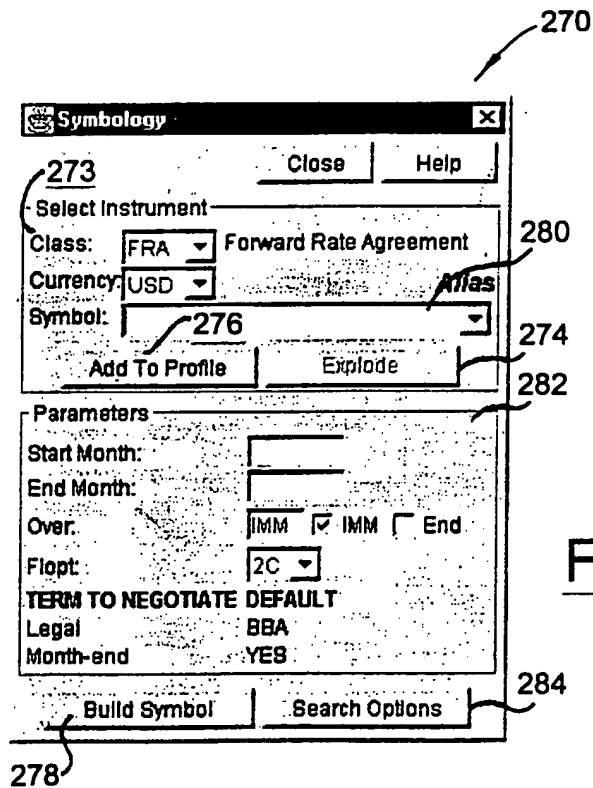 270
Symbology
Close Help
273
Select Instrument
Class: FRA Forward Rate Agreement
280
Currency: USD Alias
Symbol:
276
274
Add To Profile Explode
282
Parameters
Start Month:
End Month:
Over: IMM IMM End
Flopt: 2C
F
TERM TO NEGOTIATE DEFAULT
Legal BBA
Month-end YES
284
Build Symbol Search Options
278